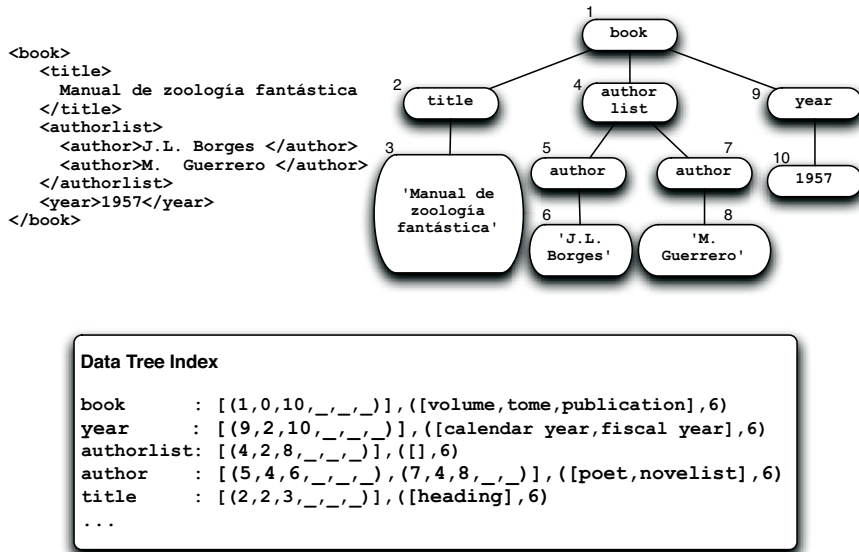 <book>
<title>
Manual de zoología fantástica
</title>
<authorlist>
<author>J.L. Borges </author>
<author>M. Guerrero </author>
</authorlist>
<year>1957</year>
</book>
1
book
2
title
4
author
list
9
year
3
'Manual de
zoología
fantástica'
5
author
7
author
10
1957
6
'J.L.
Borges'
8
'M.
Guerrero'
Data Tree Index
book : [(1,0,10,_,_,_)],([volume,tome,publication],6)
year : [(9,2,10,_,_,_)],([calendar year,fiscal year],6)
authorlist: [(4,2,8,_,_,_)],([],6)
author : [(5,4,6,_,_,_),(7,4,8,_,_)],([poet,novelist],6)
title : [(2,2,3,_,_,_)],([heading],6)
...